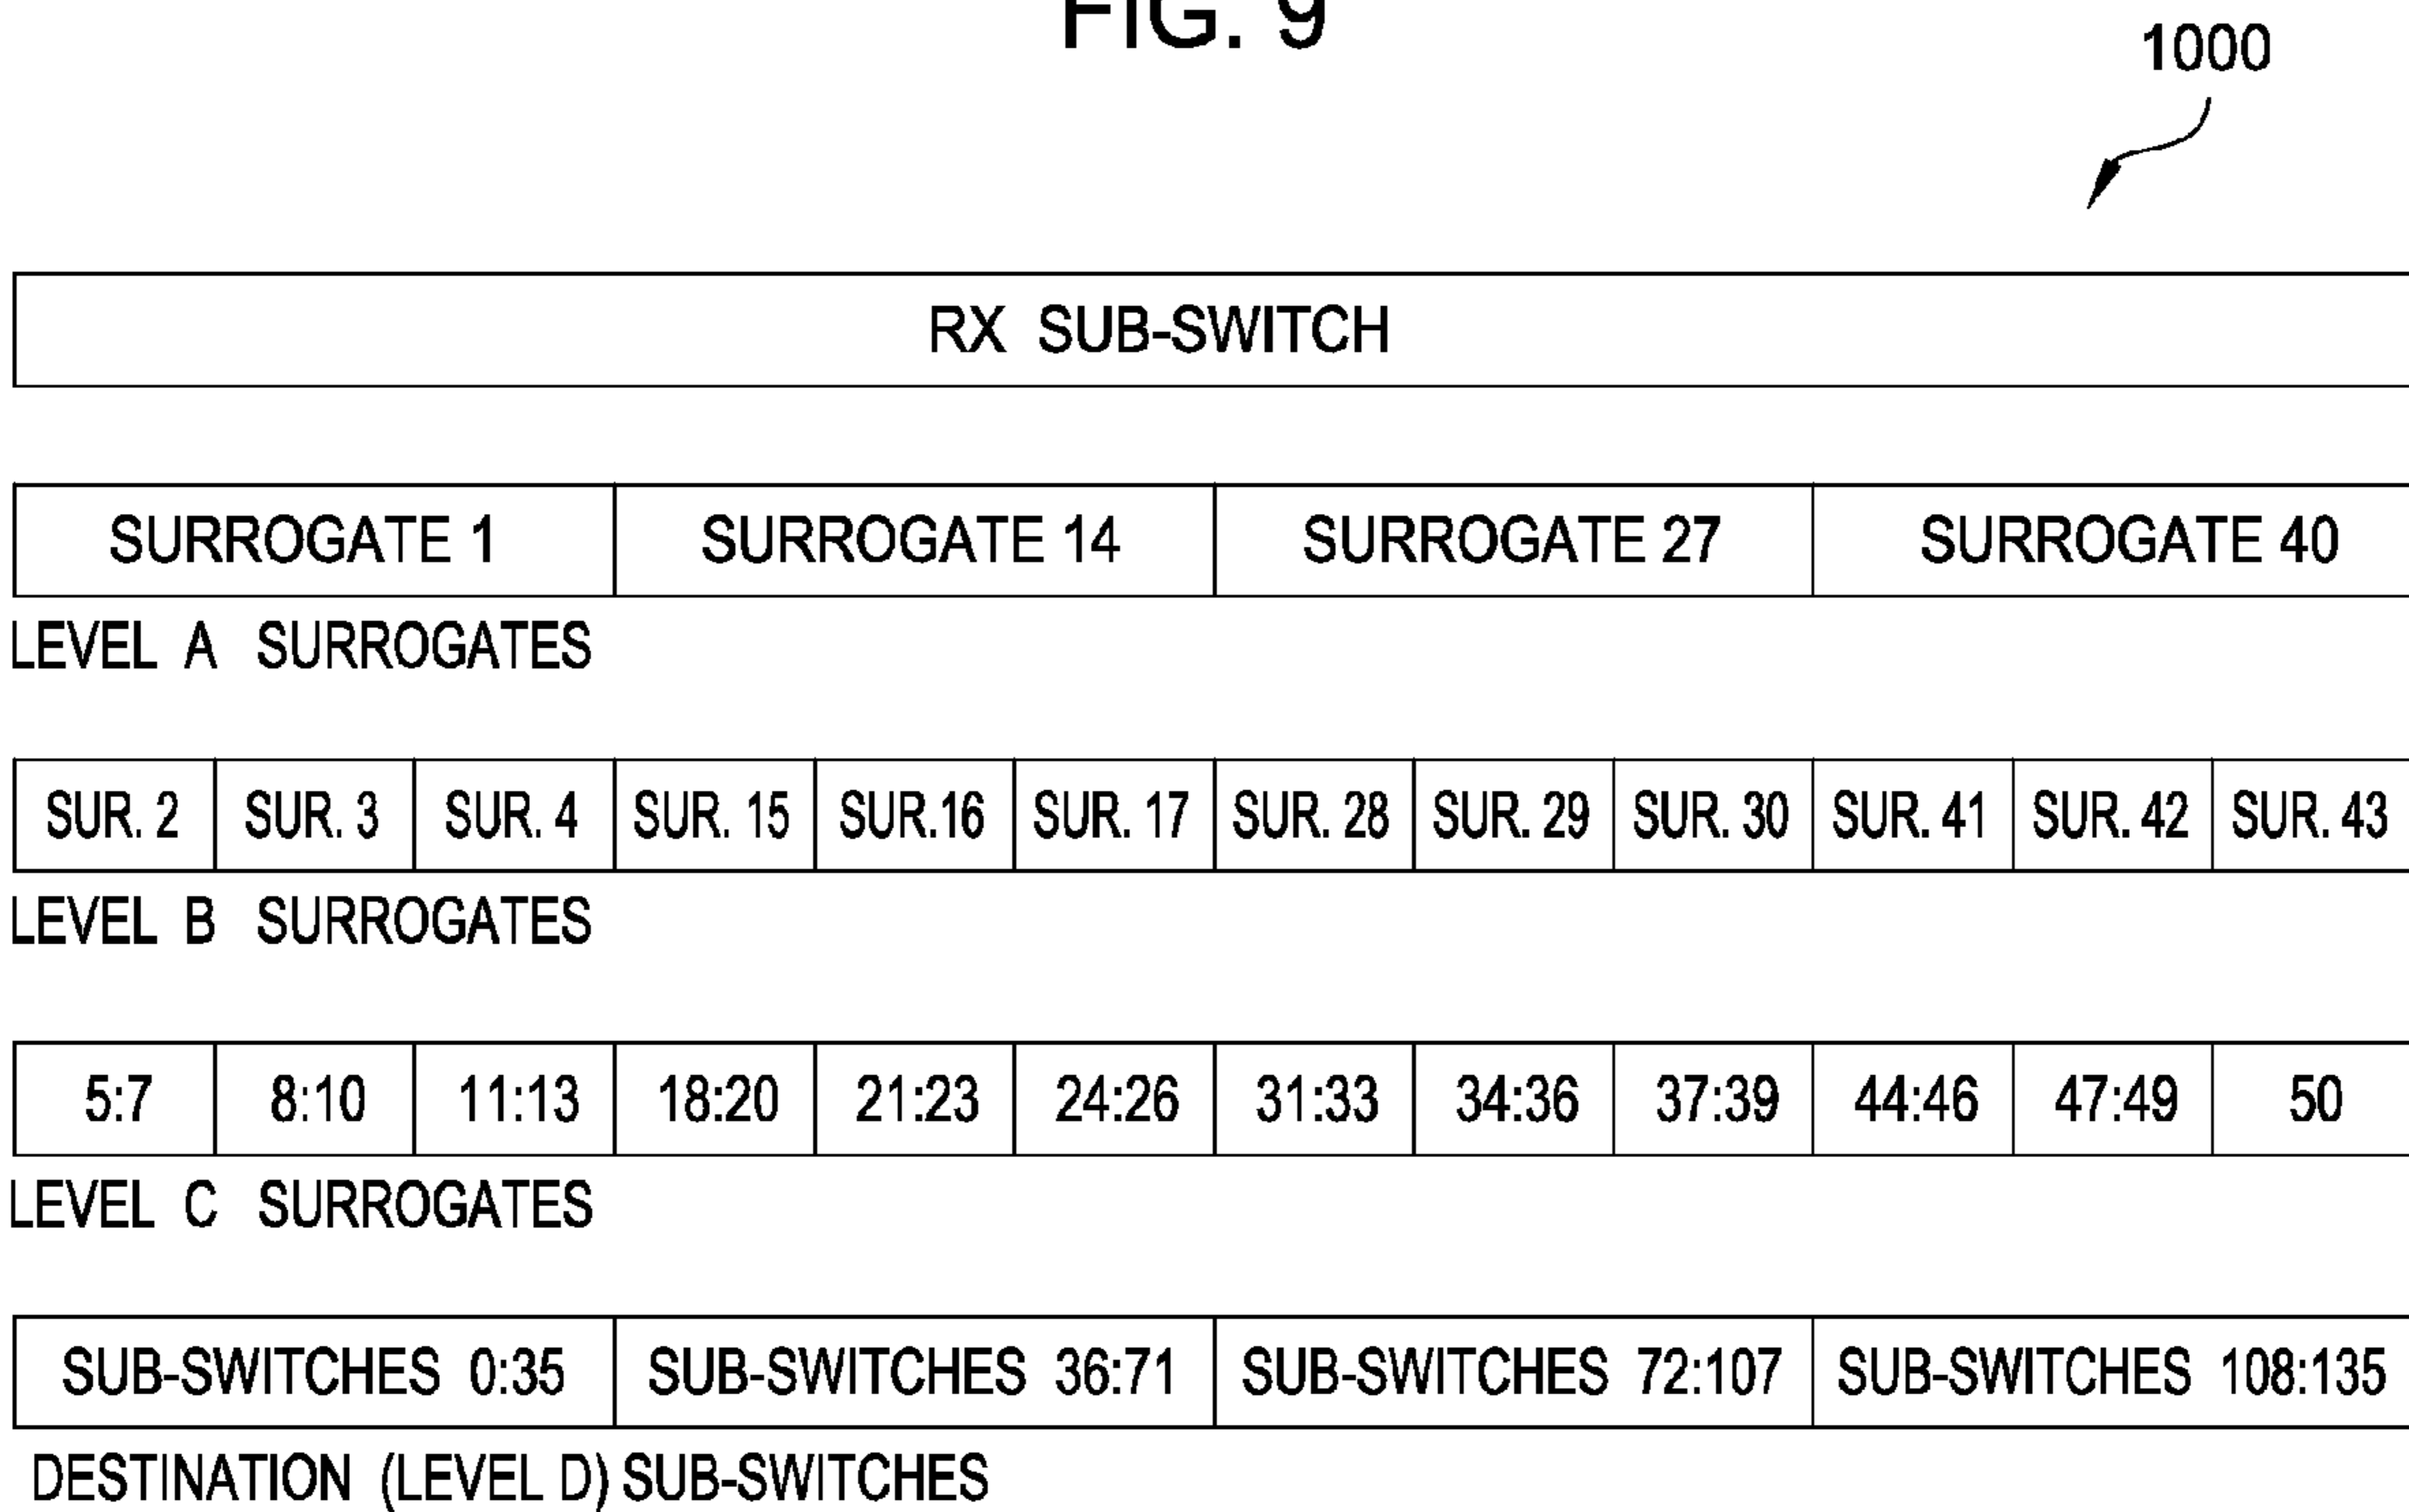 FIG. 9
1000
RX SUB-SWITCH
SURROGATE 1 SURROGATE 14 SURROGATE 27 SURROGATE 40
LEVEL A SURROGATES
SUR. 2 SUR. 3 SUR. 4 SUR. 15 SUR.16 SUR. 17 SUR. 28 SUR. 29 SUR. 30 SUR. 41 SUR. 42 SUR. 43
LEVEL B SURROGATES
5:7 8:10 11:13 18:20 21:23 24:26 31:33 34:36 37:39 44:46 47:49 50
LEVEL C SURROGATES
SUB-SWITCHES 0:35 SUB-SWITCHES 36:71 SUB-SWITCHES 72:107 SUB-SWITCHES 108:135
DESTINATION (LEVEL D) SUB-SWITCHES